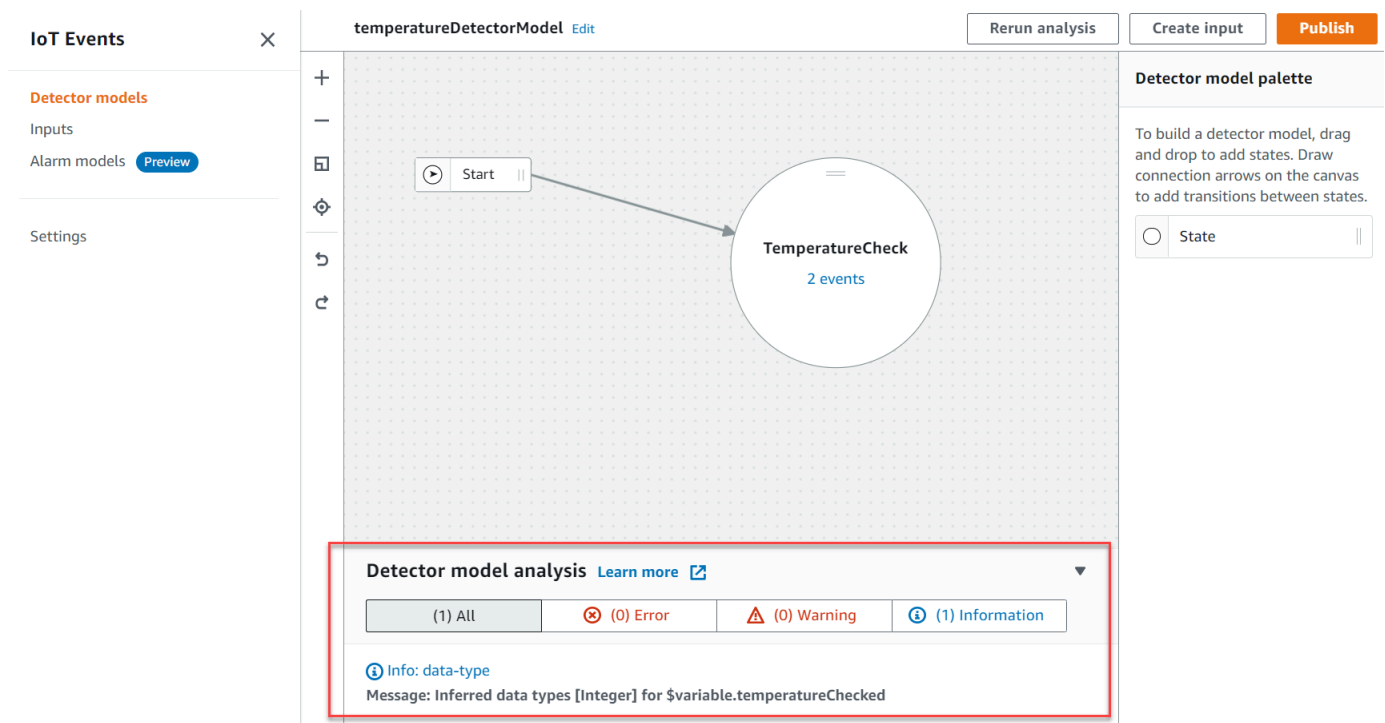 IoT Events
Detector models
Inputs
Alarm models Preview
Settings
temperatureDetectorModel Edit
Rerun analysis
Create input
Publish
Start
TemperatureCheck
2 events
Detector model palette
To build a detector model, drag
and drop to add states. Draw
connection arrows on the canvas
to add transitions between states.
State
Detector model analysis Learn more
(1) All
(0) Error
(0) Warning
(1) Information
Info: data-type
Message: Inferred data types [Integer] for $variable.temperatureChecked